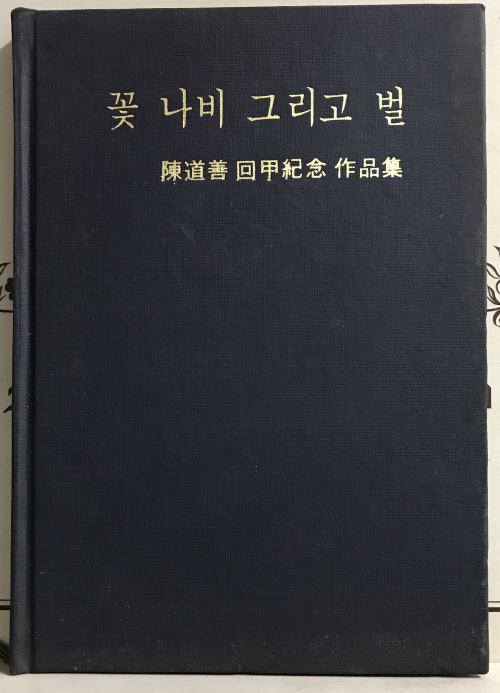 꽃 나비 그리고 벌
陳道善 回甲紀念 作品集